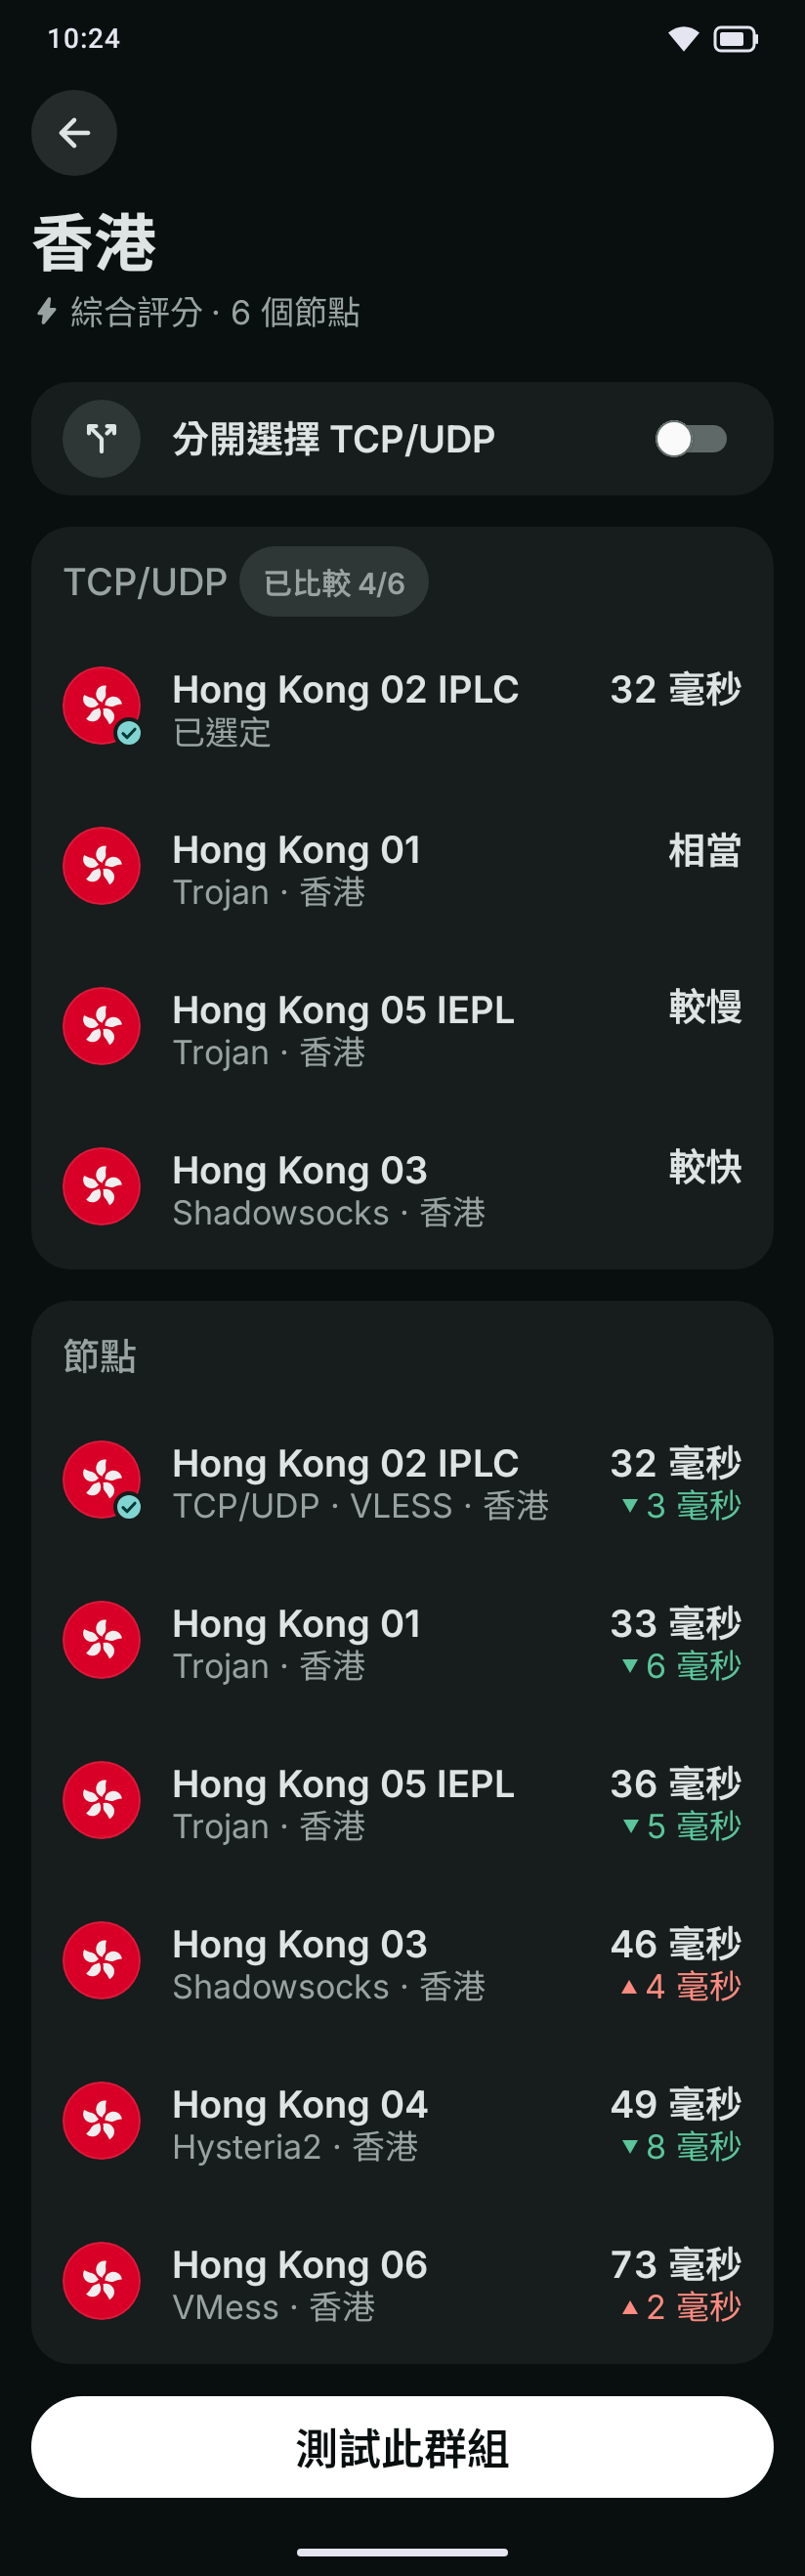 10:24
香港
綜合評分 · 6 個節點
分開選擇 TCP/UDP
TCP/UDP 已比較 4/6
Hong Kong 02 IPLC 32 毫秒
已選定
Hong Kong 01 相當
Trojan · 香港
Hong Kong 05 IEPL 較慢
Trojan · 香港
Hong Kong 03 較快
Shadowsocks · 香港
節點
Hong Kong 02 IPLC 32 毫秒
TCP/UDP · VLESS · 香港 ▼3 毫秒
Hong Kong 01 33 毫秒
Trojan · 香港 ▼6 毫秒
Hong Kong 05 IEPL 36 毫秒
Trojan · 香港 ▼5 毫秒
Hong Kong 03 46 毫秒
Shadowsocks · 香港 ▲4 毫秒
Hong Kong 04 49 毫秒
Hysteria2 · 香港 ▼8 毫秒
Hong Kong 06 73 毫秒
VMess · 香港 ▲2 毫秒
測試此群組